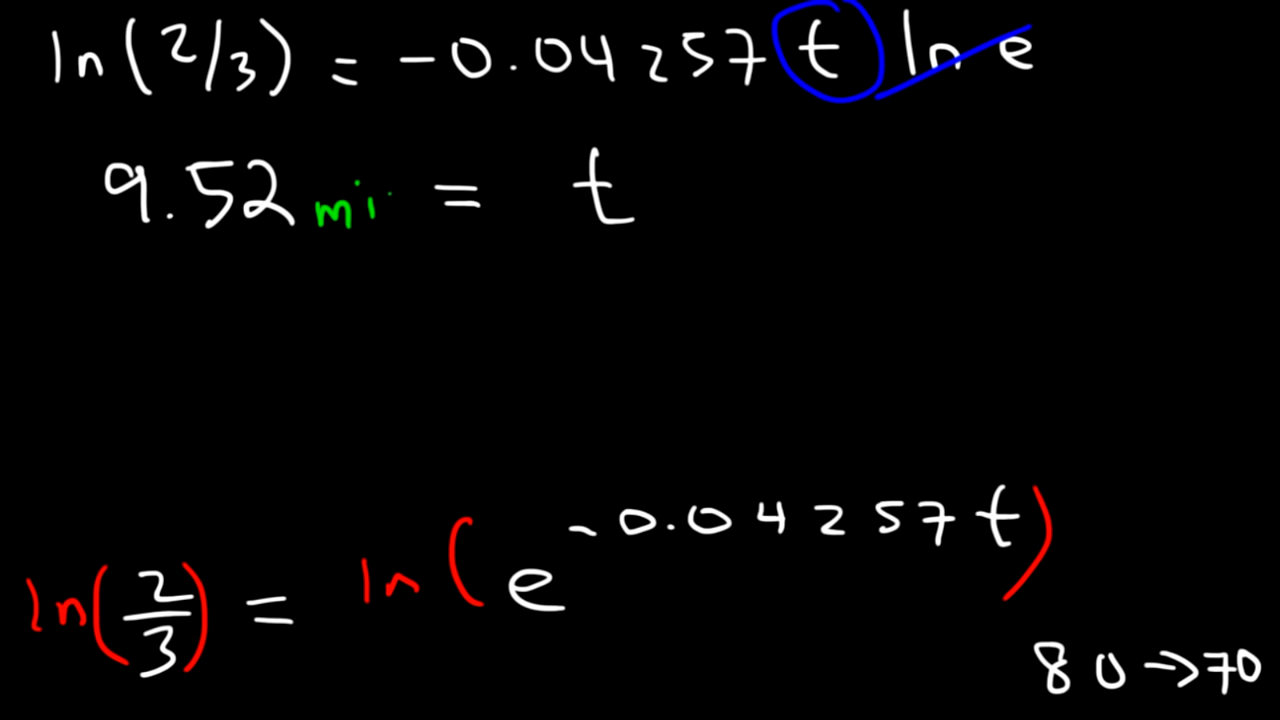 ln(2/3) = -0.04257 t ln e
9.52 mi = t
ln(2/3) = ln(e^-0.04257t)
80→70